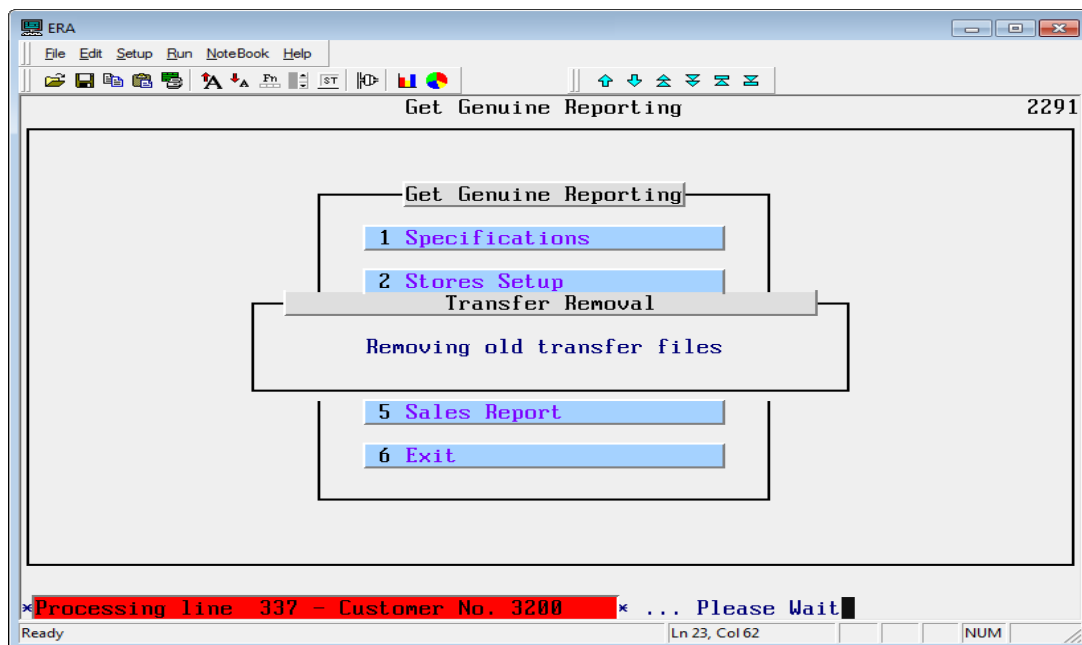 ERA
File Edit Setup Run NoteBook Help
Fn ST
Get Genuine Reporting 2291
Get Genuine Reporting
1 Specifications
2 Stores Setup
Transfer Removal
Removing old transfer files
5 Sales Report
6 Exit
*Processing line 337 - Customer No. 3200 * ... Please Wait
Ready Ln 23, Col 62 NUM